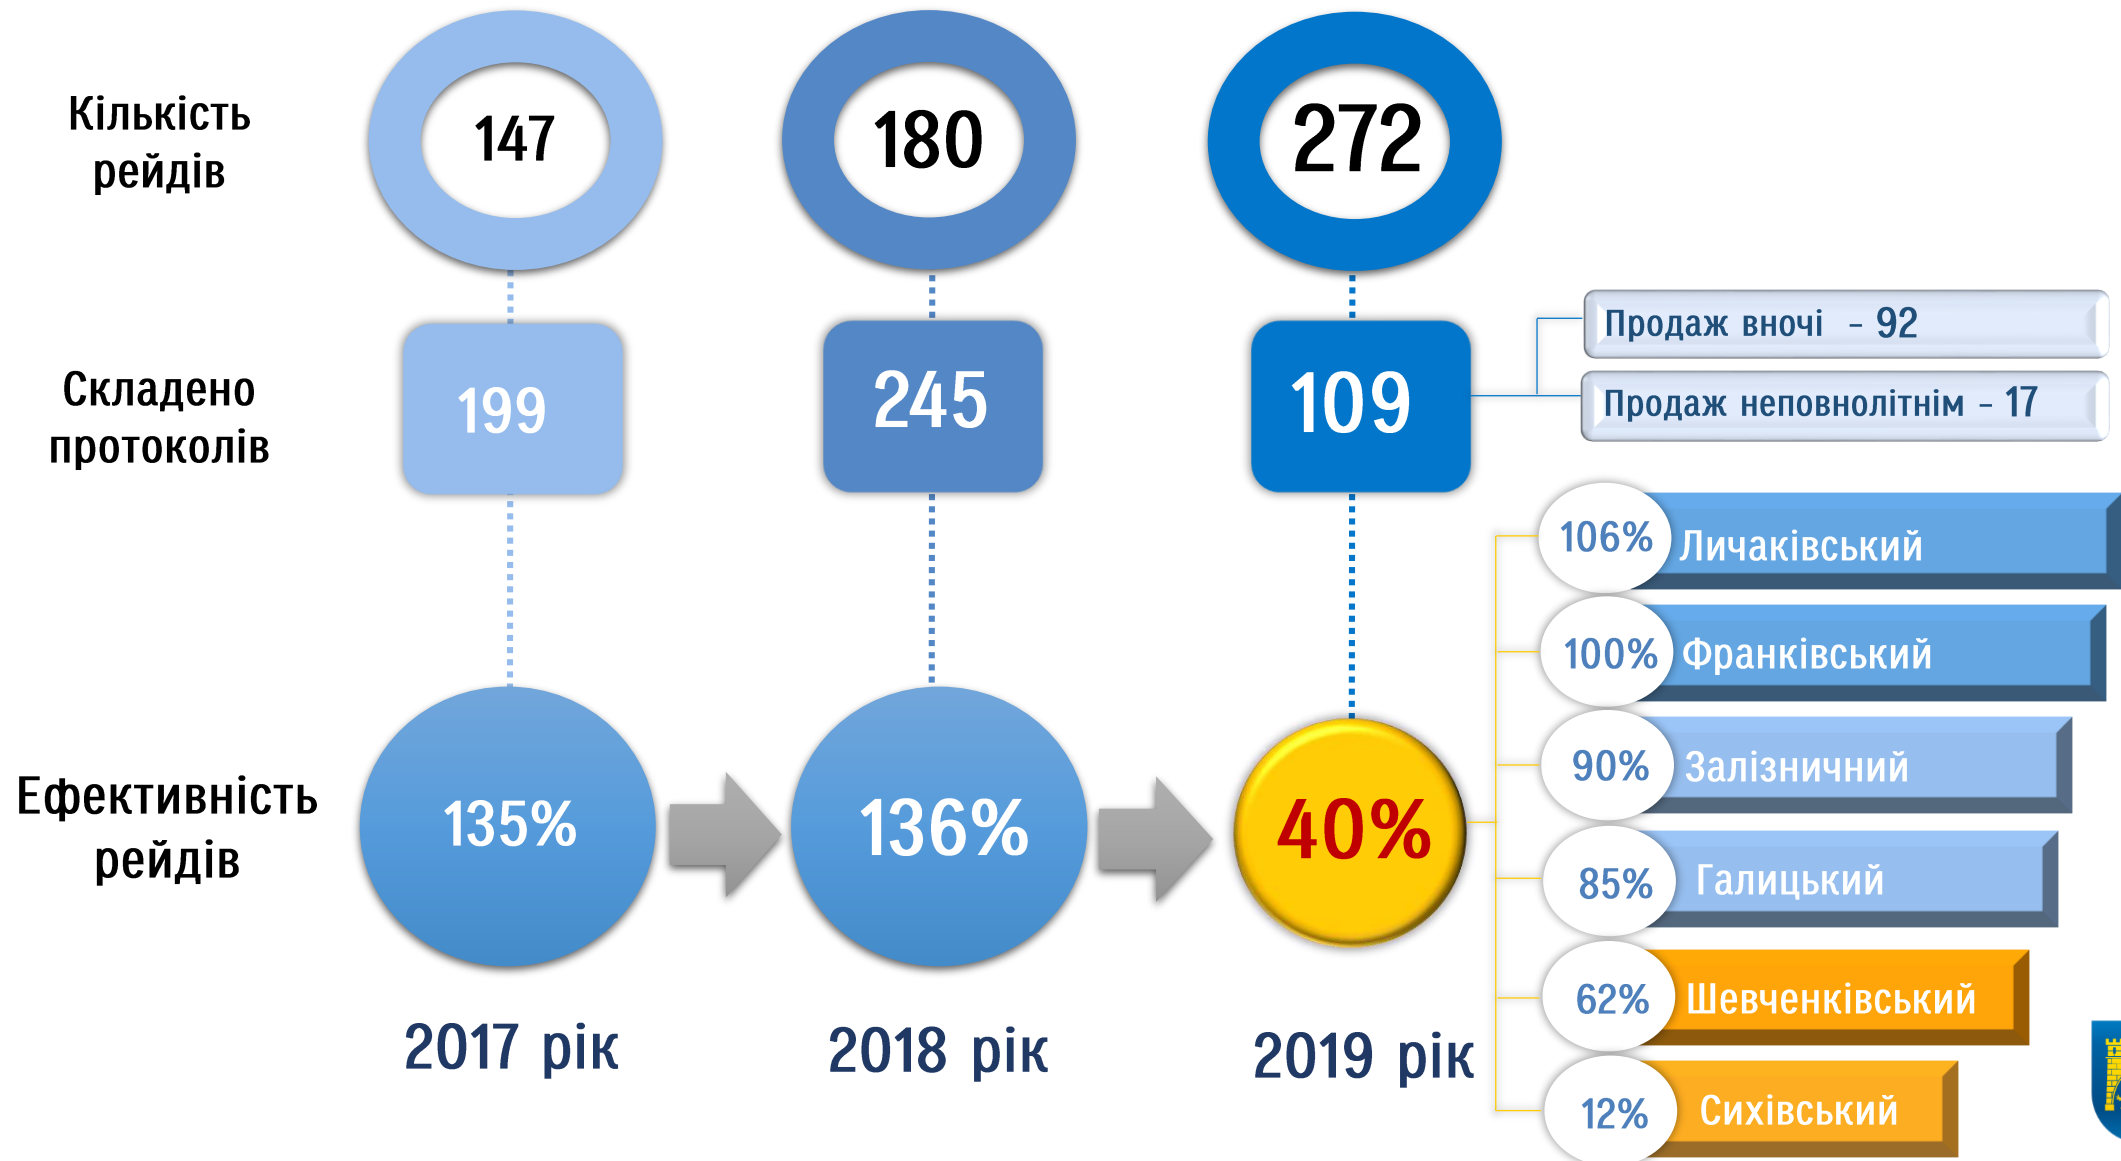 Кількість
рейдів
147
180
272
Складено
протоколів
199
245
109
Продаж вночі - 92
Продаж неповнолітнім - 17
Ефективність
рейдів
135%
136%
40%
106% Личаківський
100% Франківський
90% Залізничний
85% Галицький
62% Шевченківський
12% Сихівський
2017 рік
2018 рік
2019 рік